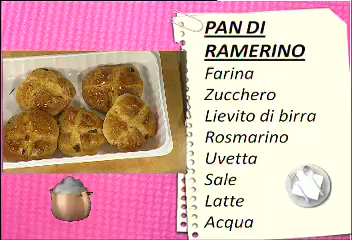 PAN DI
RAMERINO
Farina
Zucchero
Lievito di birra
Rosmarino
Uvetta
Sale
Latte
Acqua